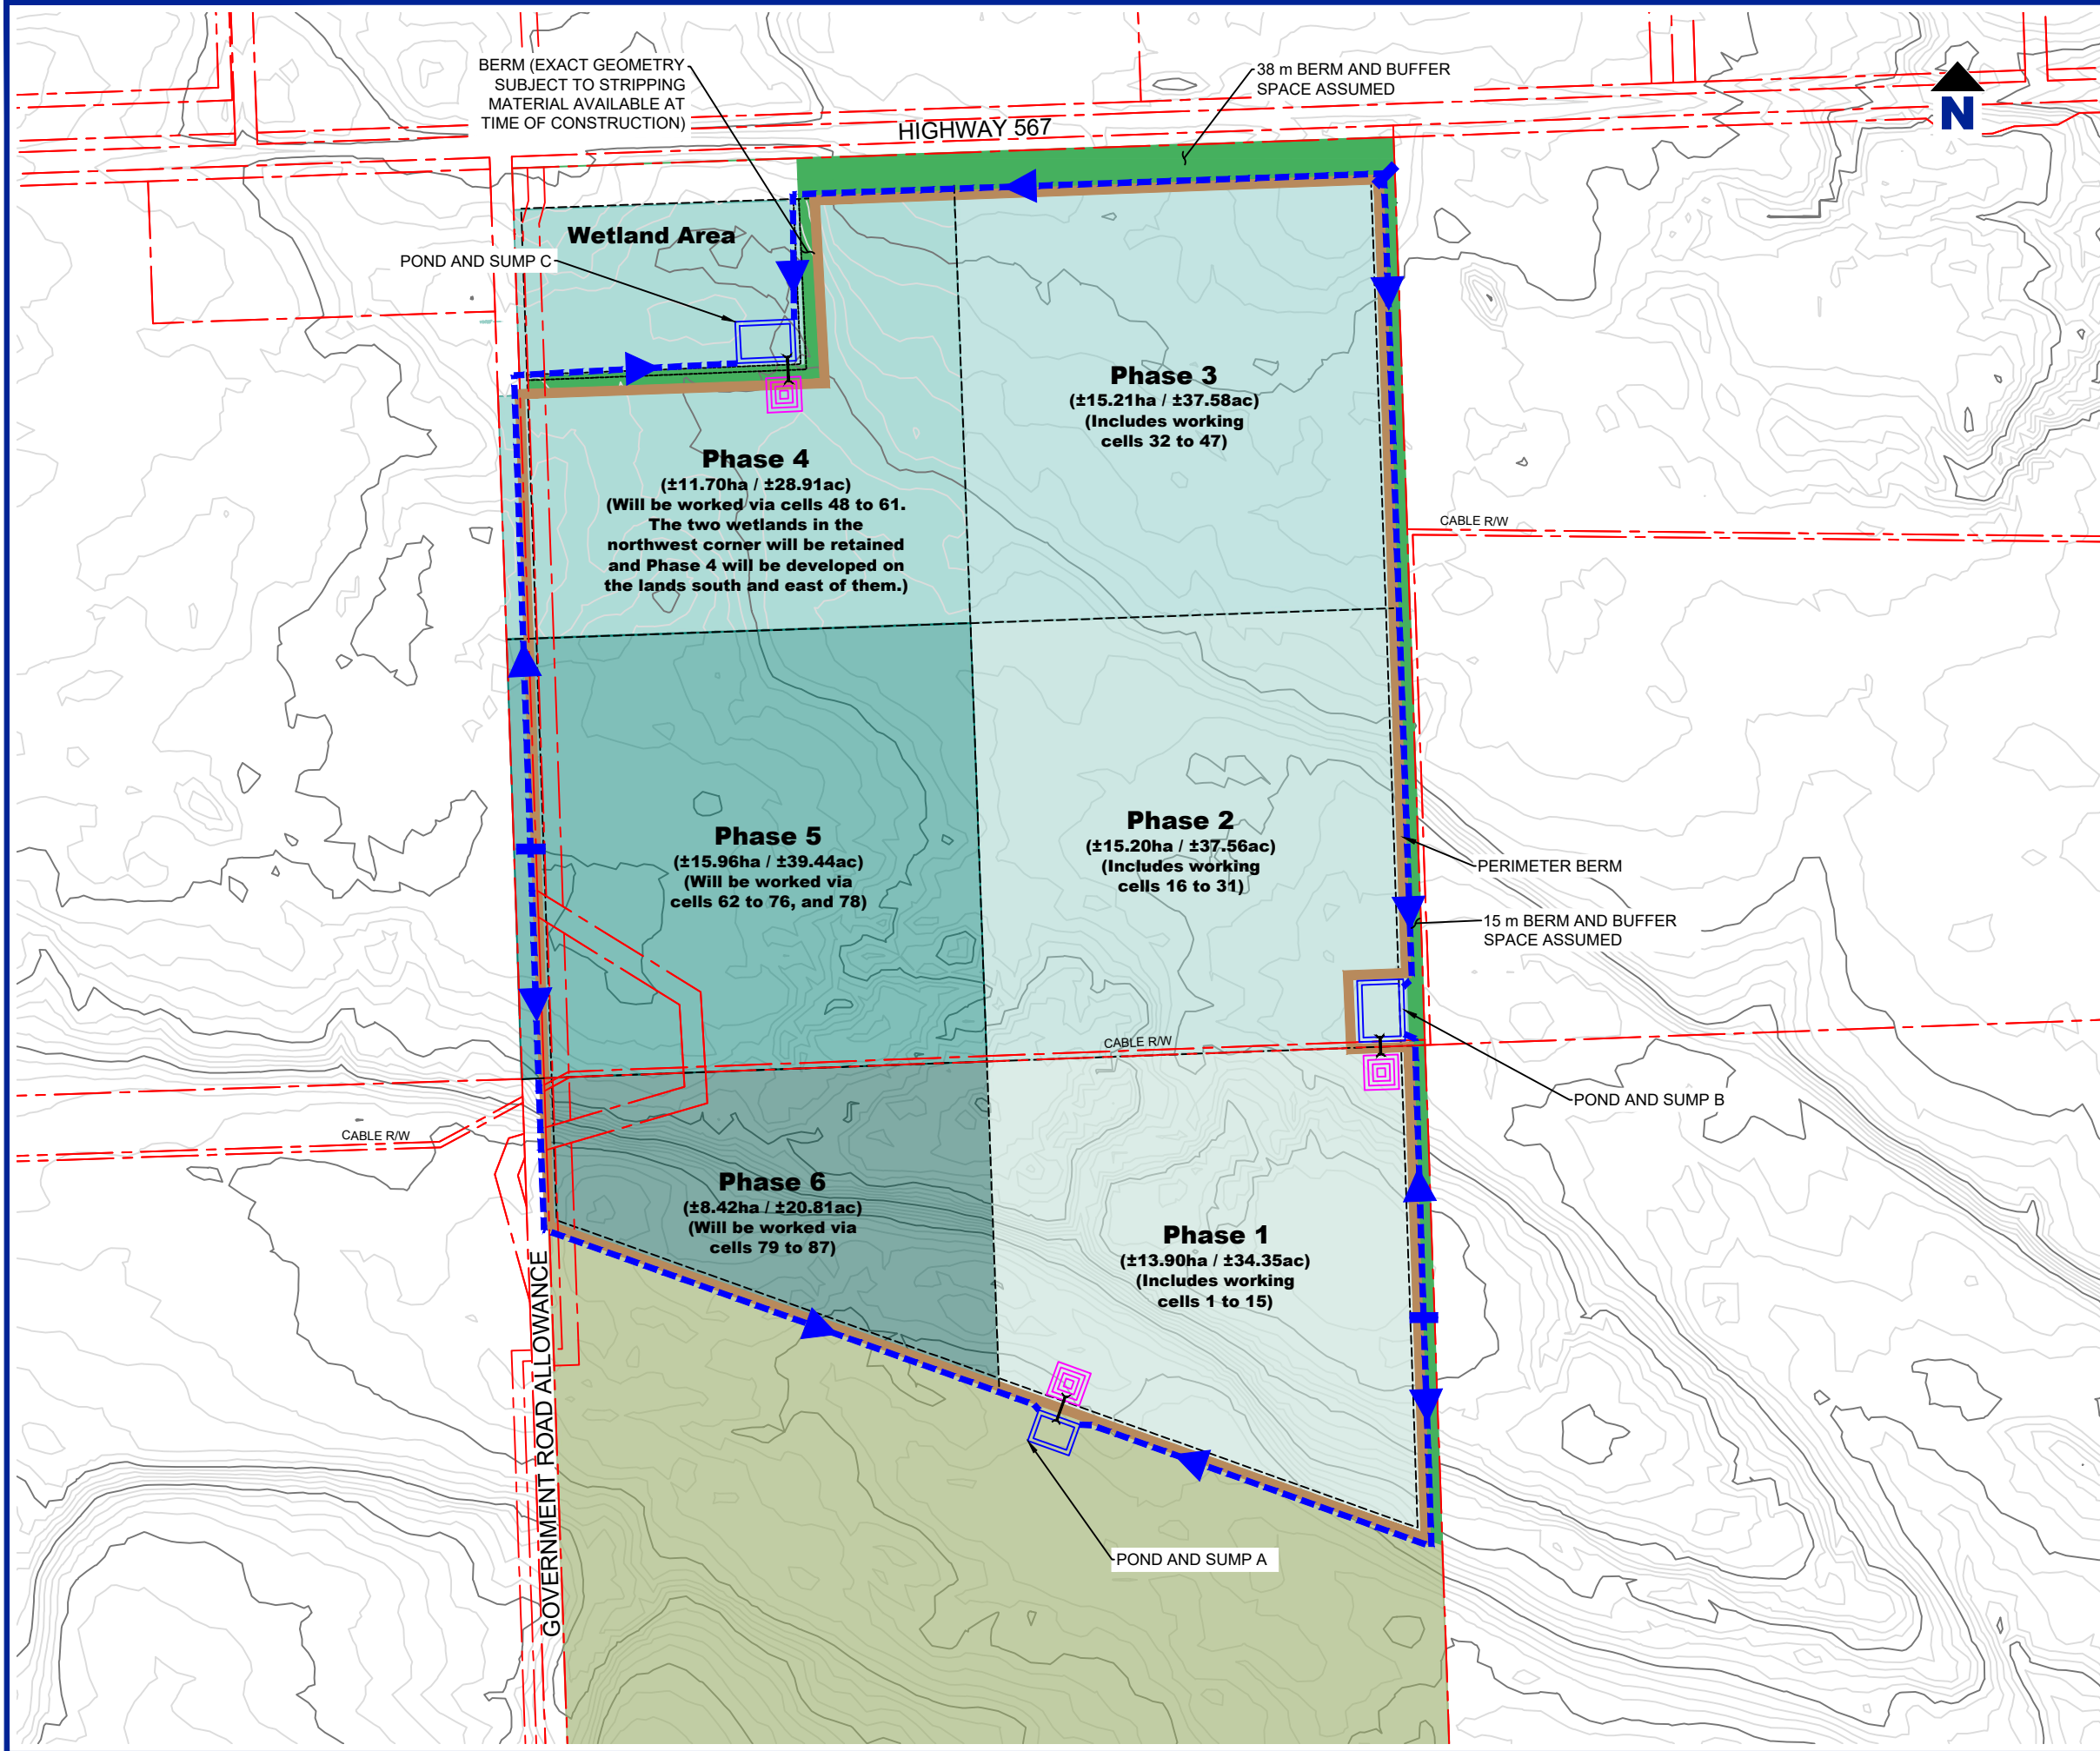 BERM (EXACT GEOMETRY
SUBJECT TO STRIPPING
MATERIAL AVAILABLE AT
TIME OF CONSTRUCTION)
38 m BERM AND BUFFER
SPACE ASSUMED
N
HIGHWAY 567
Wetland Area
POND AND SUMP C
Phase 3
(±15.21ha / ±37.58ac)
(Includes working
cells 32 to 47)
Phase 4
(±11.70ha / ±28.91ac)
(Will be worked via cells 48 to 61.
The two wetlands in the
northwest corner will be retained
and Phase 4 will be developed on
the lands south and east of them.)
CABLE R/W
Phase 5
(±15.96ha / ±39.44ac)
(Will be worked via
cells 62 to 76, and 78)
Phase 2
(±15.20ha / ±37.56ac)
(Includes working
cells 16 to 31)
PERIMETER BERM
15 m BERM AND BUFFER
SPACE ASSUMED
CABLE R/W
POND AND SUMP B
CABLE R/W
Phase 6
(±8.42ha / ±20.81ac)
(Will be worked via
cells 79 to 87)
Phase 1
(±13.90ha / ±34.35ac)
(Includes working
cells 1 to 15)
GOVERNMENT ROAD ALLOWANCE
POND AND SUMP A